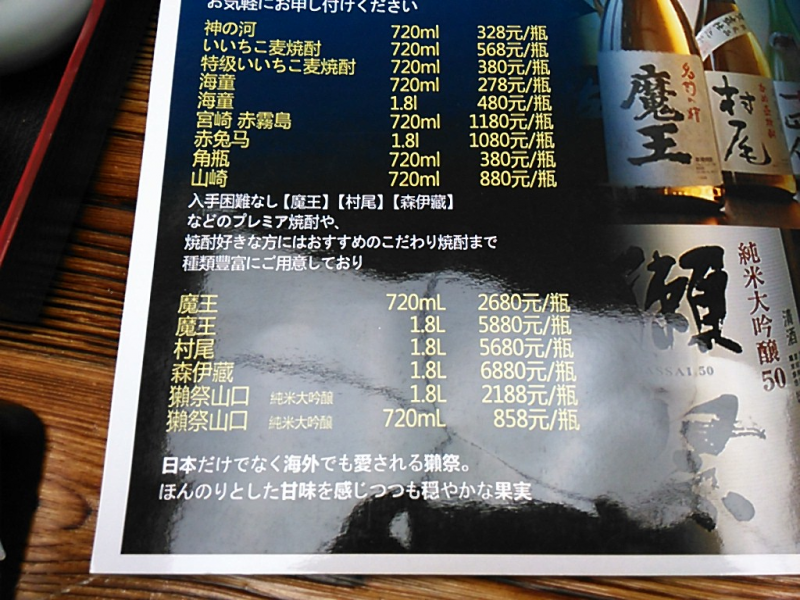 お気軽にお申し付けください
神の河 720ml 328元/瓶
いいちこ麦焼酎 720ml 568元/瓶
特级いいちこ麦焼酎 720ml 380元/瓶
海童 720ml 278元/瓶
海童 1.8l 480元/瓶
宮崎 赤霧島 720ml 1180元/瓶
赤兔马 1.8l 1080元/瓶
角瓶 720ml 380元/瓶
山崎 720ml 880元/瓶
入手困難なし【魔王】【村尾】【森伊藏】
などのプレミア焼酎や、
焼酎好きな方にはおすすめのこだわり焼酎まで
種類豊富にご用意しており
魔王 720mL 2680元/瓶
魔王 1.8L 5880元/瓶
村尾 1.8L 5680元/瓶
森伊藏 1.8L 6880元/瓶
獺祭山口 純米大吟醸 1.8L 2188元/瓶
獺祭山口 純米大吟醸 720mL 858元/瓶
日本だけでなく海外でも愛される獺祭。
ほんのりとした甘味を感じつつも穏やかな果実
魔王
村尾
純米大吟醸50
清酒
獺祭
ASSAI 50